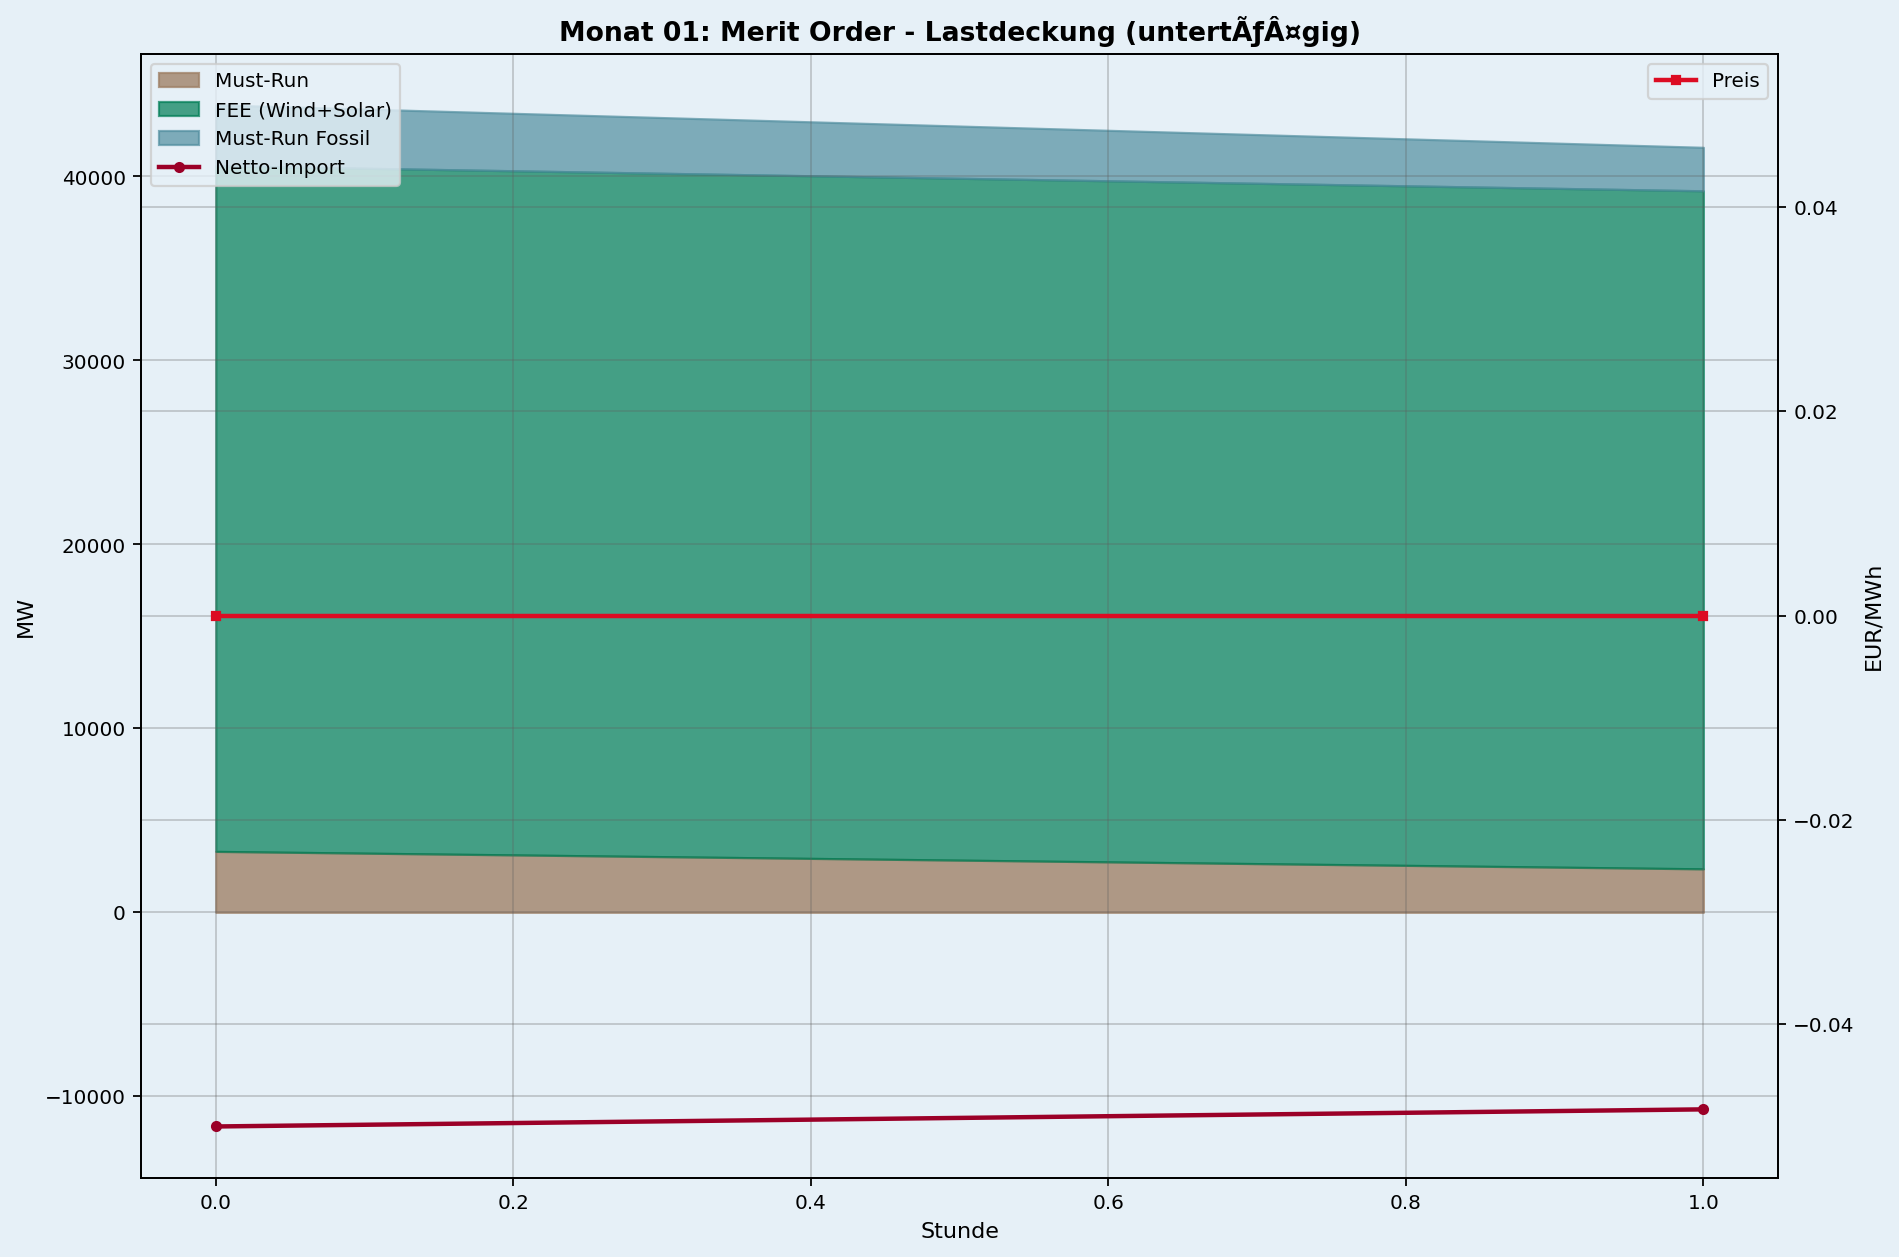 Monat 01: Merit Order - Lastdeckung (untertÃƒÂ¤gig)
Must-Run
FEE (Wind+Solar)
Must-Run Fossil
Netto-Import
Preis
40000
30000
20000
10000
0
−10000
MW
0.04
0.02
0.00
−0.02
−0.04
EUR/MWh
0.0 0.2 0.4 0.6 0.8 1.0
Stunde